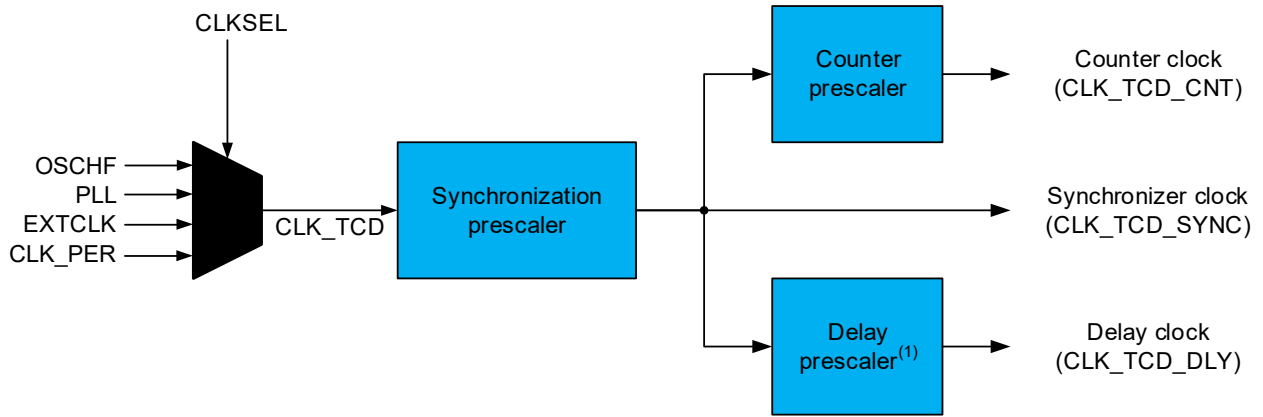 CLKSEL
OSCHF
PLL
EXTCLK
CLK_PER
CLK_TCD
Synchronization
prescaler
Counter
prescaler
Counter clock
(CLK_TCD_CNT)
Synchronizer clock
(CLK_TCD_SYNC)
Delay
prescaler(1)
Delay clock
(CLK_TCD_DLY)